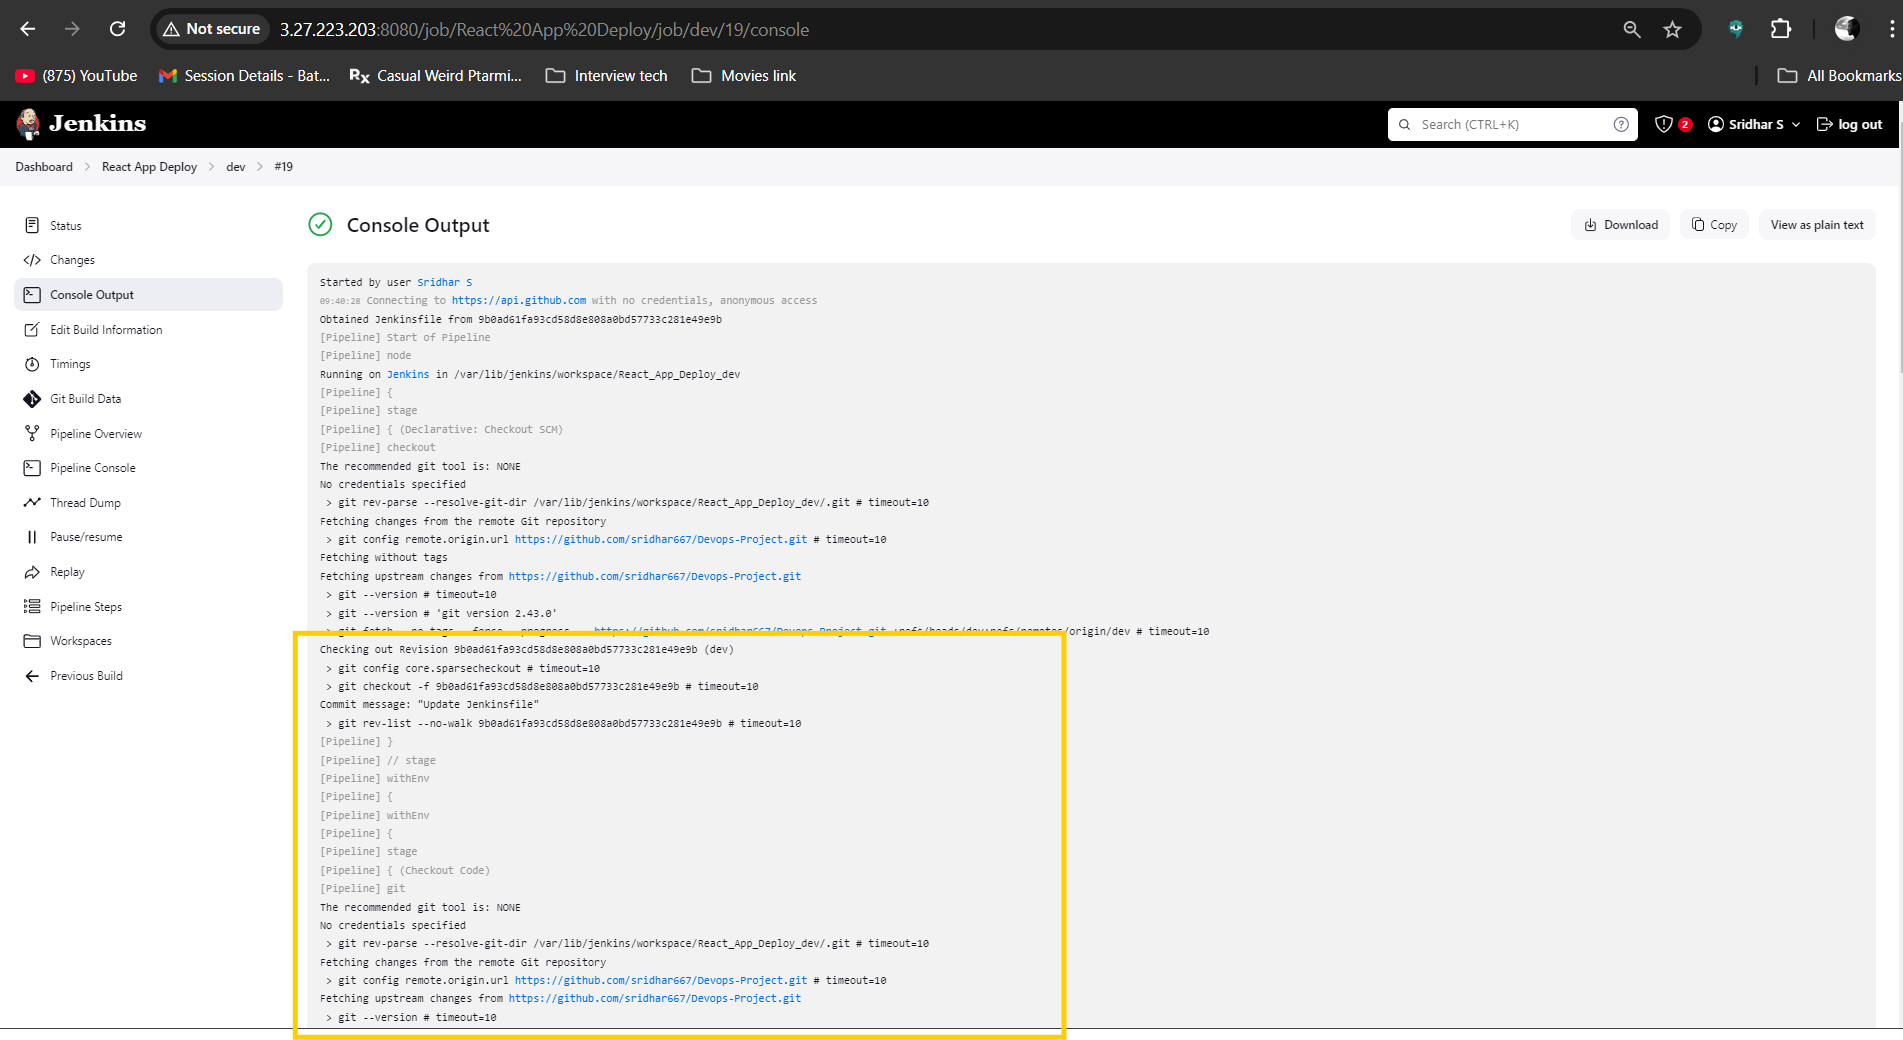 Not secure 3.27.223.203:8080/job/React%20App%20Deploy/job/dev/19/console
(875) YouTube Session Details - Bat... Rx Casual Weird Ptarmi... Interview tech Movies link All Bookmarks
Jenkins Search (CTRL+K) ? 2 Sridhar S log out
Dashboard > React App Deploy > dev > #19
Status
Changes
Console Output
Edit Build Information
Timings
Git Build Data
Pipeline Overview
Pipeline Console
Thread Dump
Pause/resume
Replay
Pipeline Steps
Workspaces
Previous Build
Console Output Download Copy View as plain text
Started by user Sridhar S
09:40:28 Connecting to https://api.github.com with no credentials, anonymous access
Obtained Jenkinsfile from 9b0ad61fa93cd58d8e808a0bd57733c281e49e9b
[Pipeline] Start of Pipeline
[Pipeline] node
Running on Jenkins in /var/lib/jenkins/workspace/React_App_Deploy_dev
[Pipeline] {
[Pipeline] stage
[Pipeline] { (Declarative: Checkout SCM)
[Pipeline] checkout
The recommended git tool is: NONE
No credentials specified
> git rev-parse --resolve-git-dir /var/lib/jenkins/workspace/React_App_Deploy_dev/.git # timeout=10
Fetching changes from the remote Git repository
> git config remote.origin.url https://github.com/sridhar667/Devops-Project.git # timeout=10
Fetching without tags
Fetching upstream changes from https://github.com/sridhar667/Devops-Project.git
> git --version # timeout=10
> git --version # 'git version 2.43.0'
> git fetch --no-tags --force --progress -- https://github.com/sridhar667/Devops-Project.git +refs/heads/dev:refs/remotes/origin/dev # timeout=10
Checking out Revision 9b0ad61fa93cd58d8e808a0bd57733c281e49e9b (dev)
> git config core.sparsecheckout # timeout=10
> git checkout -f 9b0ad61fa93cd58d8e808a0bd57733c281e49e9b # timeout=10
Commit message: "Update Jenkinsfile"
> git rev-list --no-walk 9b0ad61fa93cd58d8e808a0bd57733c281e49e9b # timeout=10
[Pipeline] }
[Pipeline] // stage
[Pipeline] withEnv
[Pipeline] {
[Pipeline] withEnv
[Pipeline] {
[Pipeline] stage
[Pipeline] { (Checkout Code)
[Pipeline] git
The recommended git tool is: NONE
No credentials specified
> git rev-parse --resolve-git-dir /var/lib/jenkins/workspace/React_App_Deploy_dev/.git # timeout=10
Fetching changes from the remote Git repository
> git config remote.origin.url https://github.com/sridhar667/Devops-Project.git # timeout=10
Fetching upstream changes from https://github.com/sridhar667/Devops-Project.git
> git --version # timeout=10